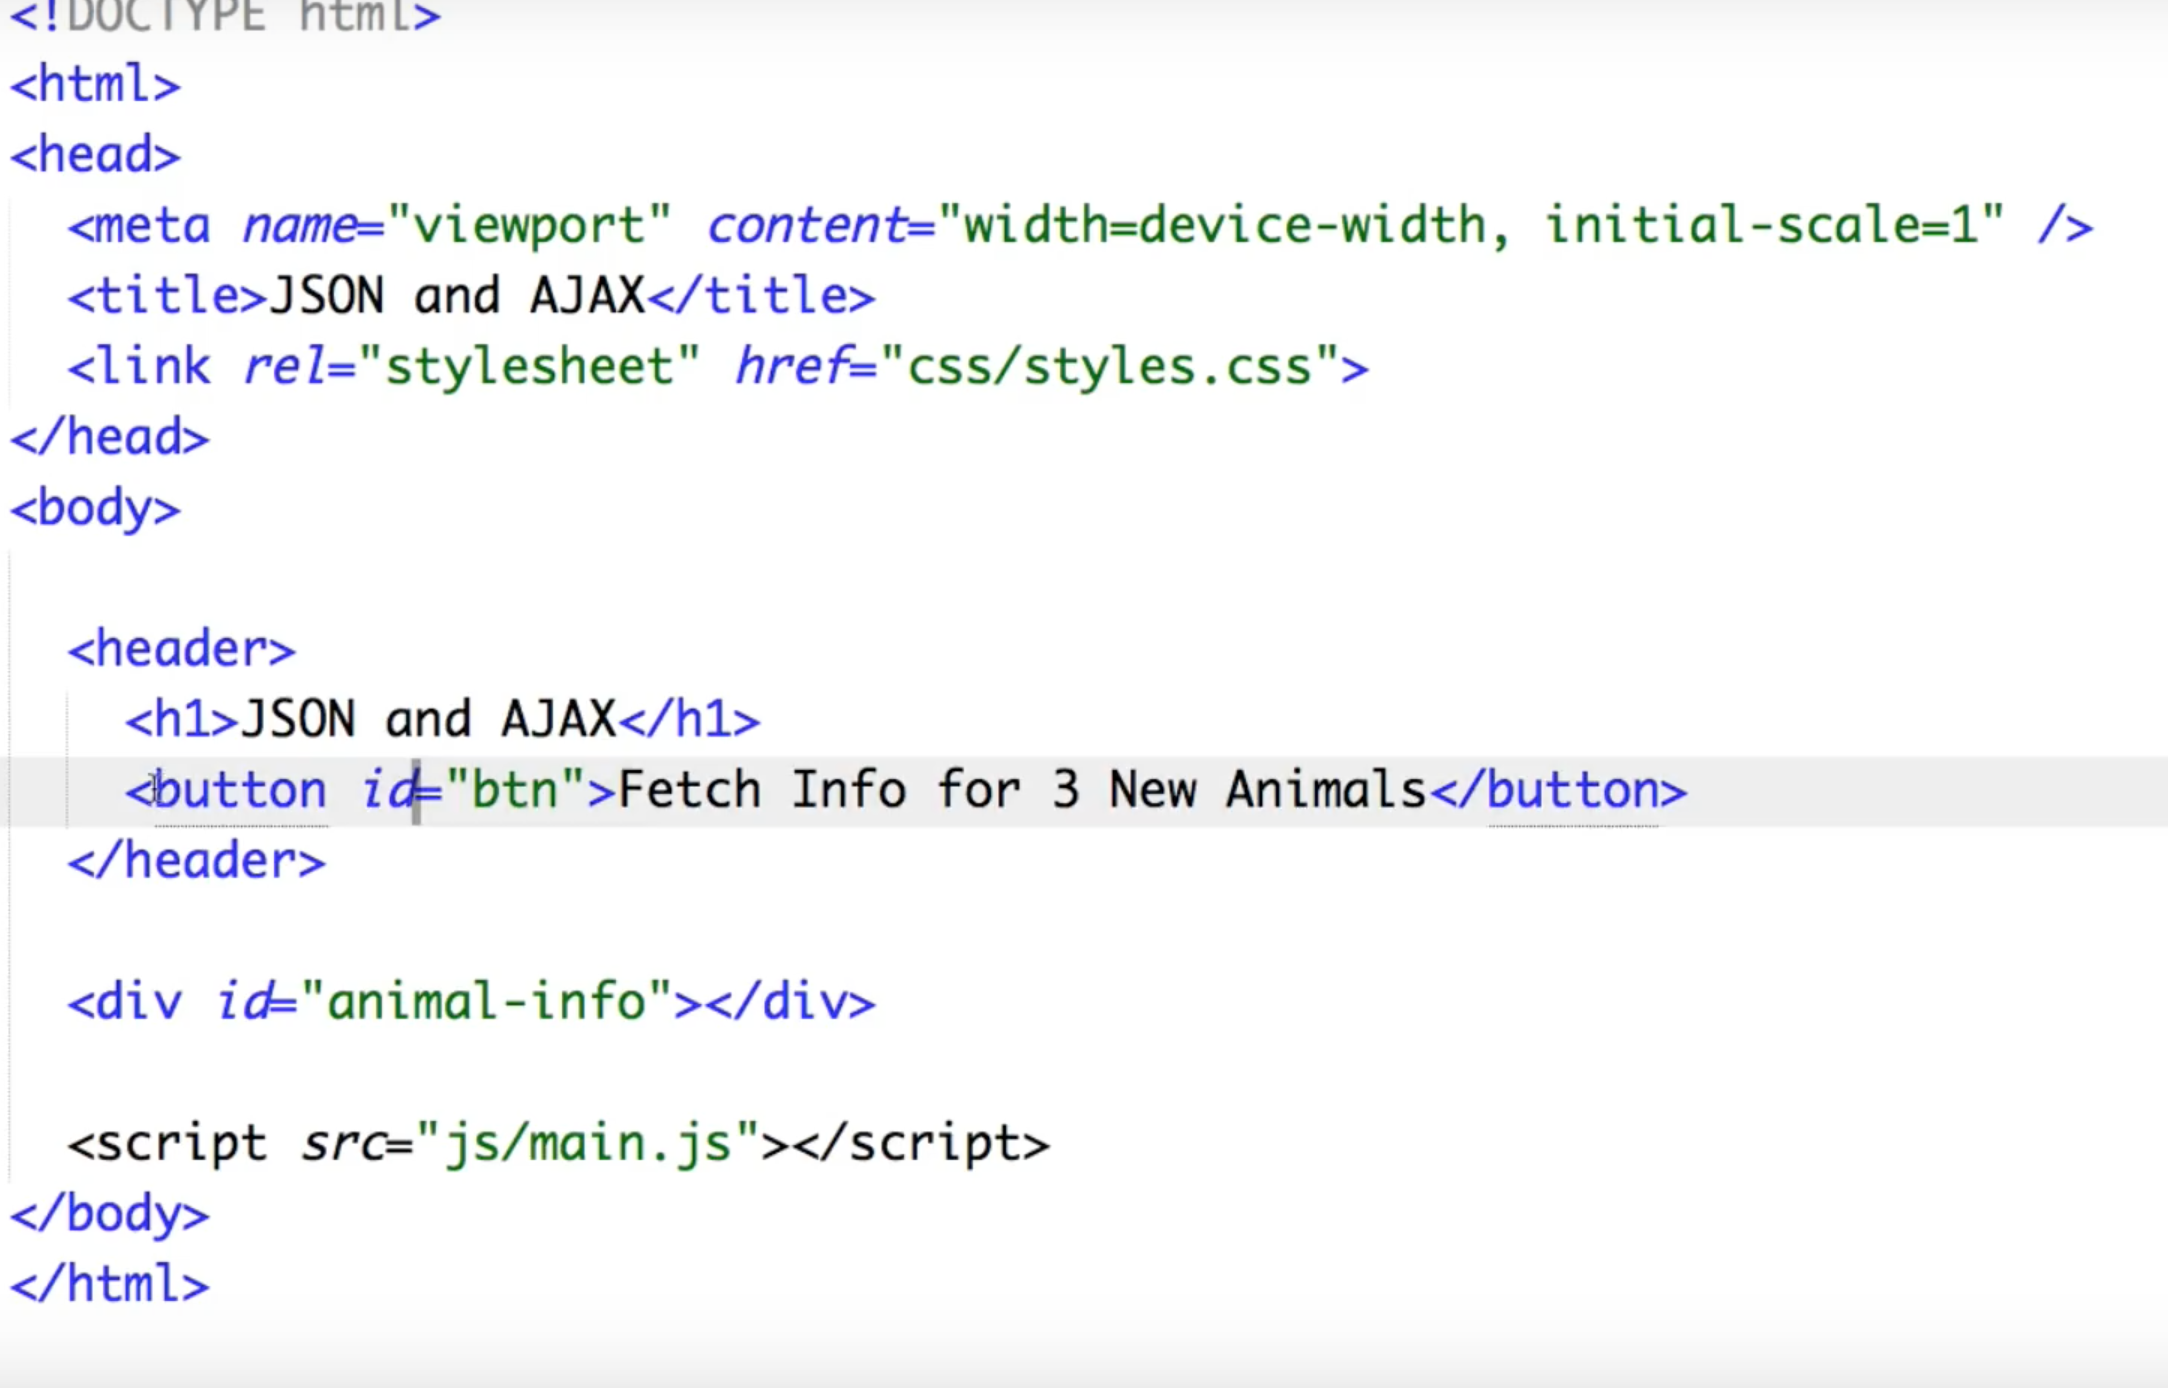 <!DOCTYPE html>
<html>
<head>
  <meta name="viewport" content="width=device-width, initial-scale=1" />
  <title>JSON and AJAX</title>
  <link rel="stylesheet" href="css/styles.css">
</head>
<body>

  <header>
    <h1>JSON and AJAX</h1>
    <button id="btn">Fetch Info for 3 New Animals</button>
  </header>

  <div id="animal-info"></div>

  <script src="js/main.js"></script>
</body>
</html>